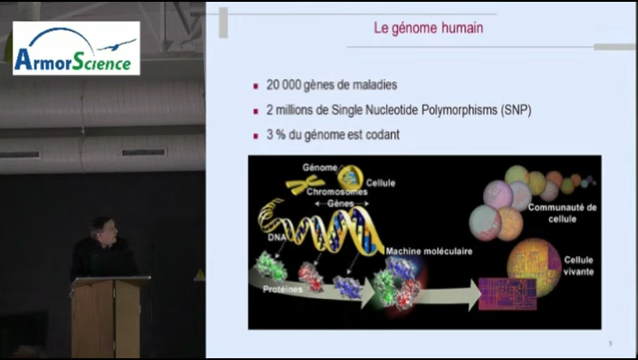 ArmorScience
Le génome humain
20 000 gènes de maladies
2 millions de Single Nucleotide Polymorphisms (SNP)
3 % du génome est codant
Génome
Cellule
Chromosomes
Gènes
DNA
Protéines
Machine moléculaire
Communauté de
cellule
Cellule
vivante
9